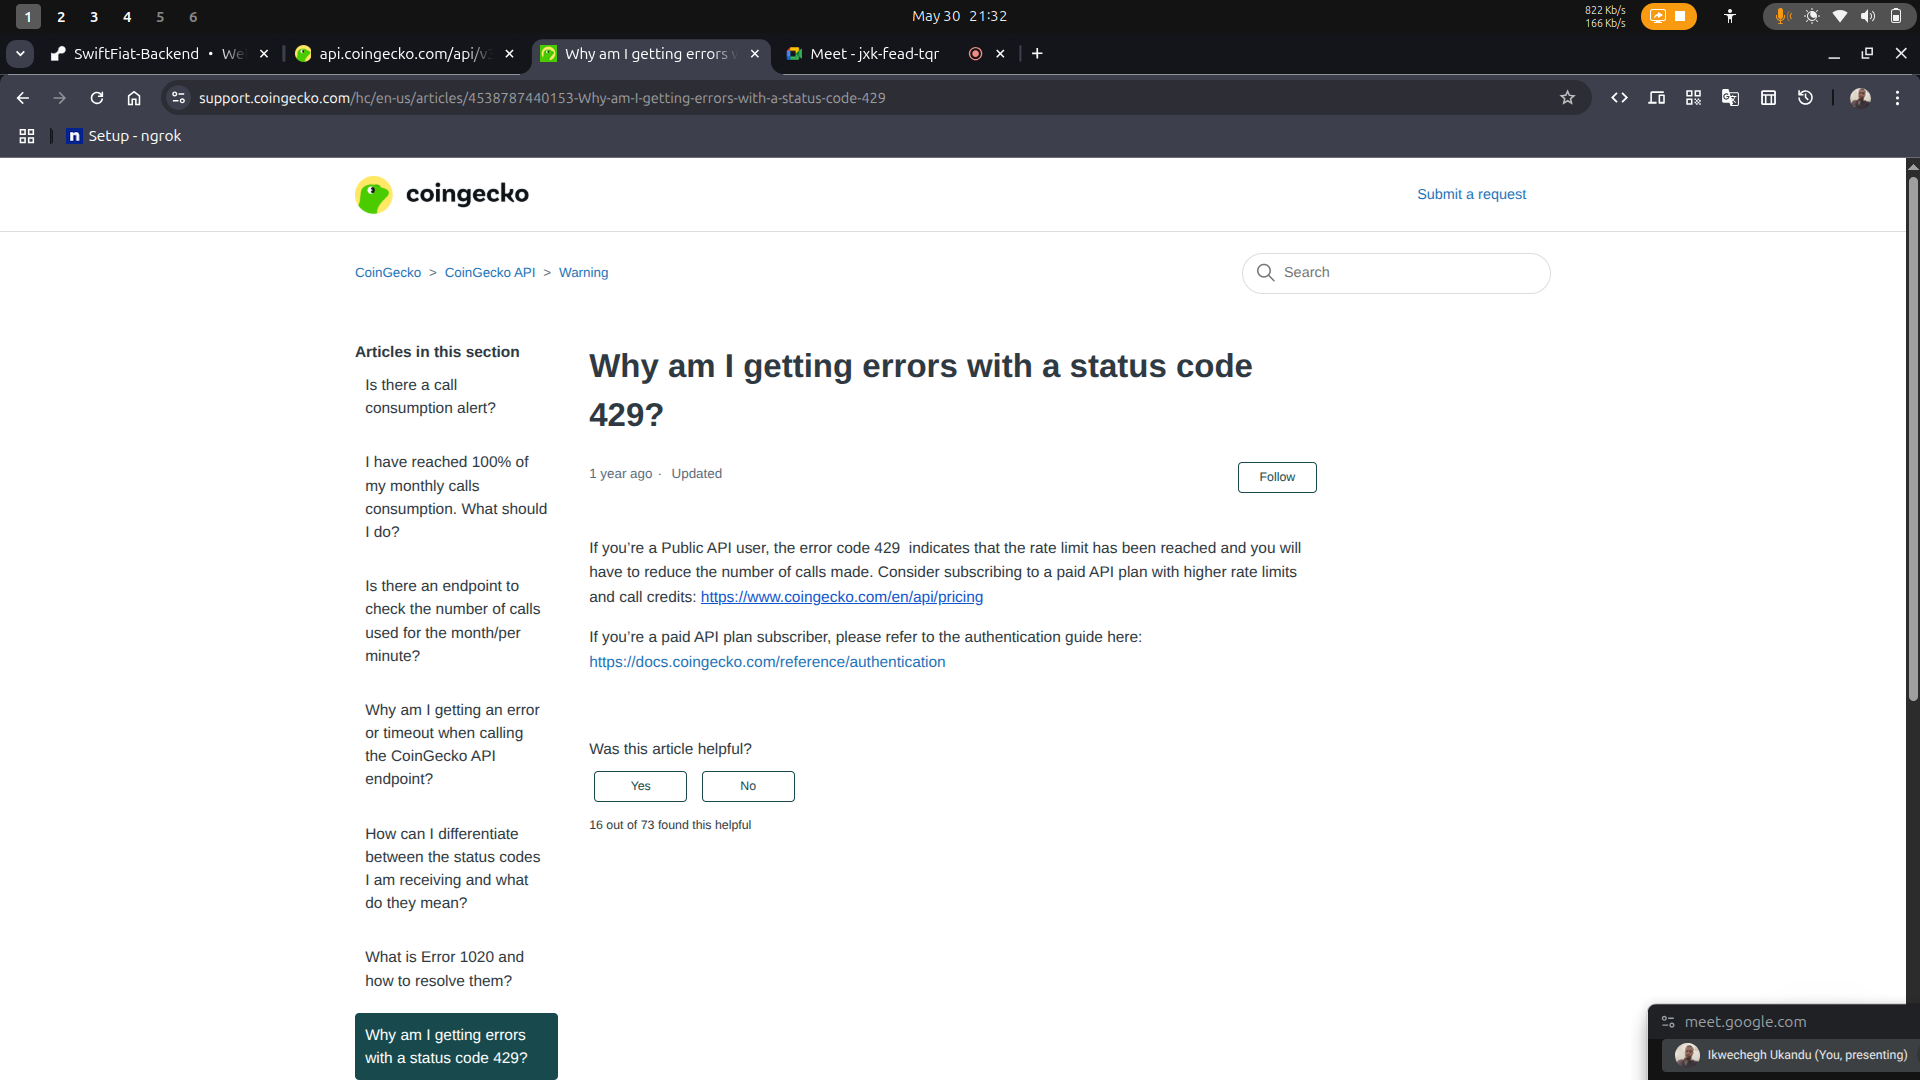 1 2 3 4 5 6
May 30 21:32
822 Kb/s
166 Kb/s
SwiftFiat-Backend • We
api.coingecko.com/api/v3
Why am I getting errors w
Meet - jxk-fead-tqr
support.coingecko.com/hc/en-us/articles/4538787440153-Why-am-I-getting-errors-with-a-status-code-429
n Setup - ngrok
coingecko
Submit a request
CoinGecko > CoinGecko API > Warning
Search
Articles in this section
Is there a call
consumption alert?
I have reached 100% of
my monthly calls
consumption. What should
I do?
Is there an endpoint to
check the number of calls
used for the month/per
minute?
Why am I getting an error
or timeout when calling
the CoinGecko API
endpoint?
How can I differentiate
between the status codes
I am receiving and what
do they mean?
What is Error 1020 and
how to resolve them?
Why am I getting errors
with a status code 429?
Why am I getting errors with a status code
429?
1 year ago · Updated
Follow
If you’re a Public API user, the error code 429  indicates that the rate limit has been reached and you will
have to reduce the number of calls made. Consider subscribing to a paid API plan with higher rate limits
and call credits: https://www.coingecko.com/en/api/pricing
If you’re a paid API plan subscriber, please refer to the authentication guide here:
https://docs.coingecko.com/reference/authentication
Was this article helpful?
Yes No
16 out of 73 found this helpful
meet.google.com
Ikwechegh Ukandu (You, presenting)